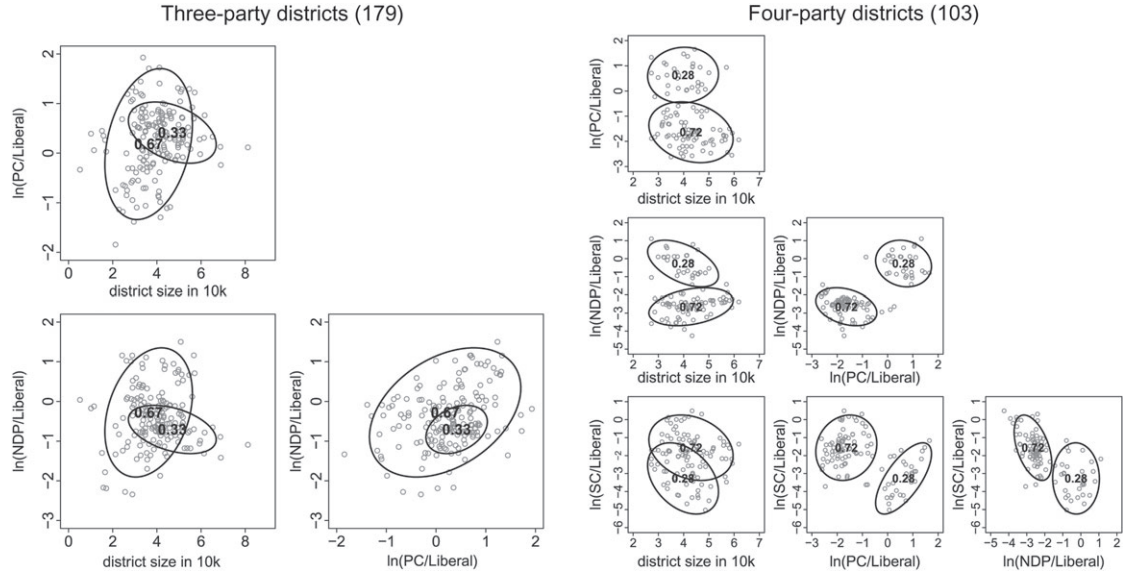 Three-party districts (179)
ln(PC/Liberal)
2
1
0
−1
−2
0.33
0.67
0 2 4 6 8
district size in 10k
ln(NDP/Liberal)
2
1
0
−1
−2
−3
0.67
0.33
0 2 4 6 8
district size in 10k
ln(NDP/Liberal)
2
1
0
−1
−2
−3
0.67
0.33
−2 −1 0 1 2
ln(PC/Liberal)
Four-party districts (103)
ln(PC/Liberal)
2
1
0
−1
−2
−3
0.28
0.72
2 3 4 5 6 7
district size in 10k
ln(NDP/Liberal)
2
1
0
−1
−2
−3
−4
−5
0.28
0.72
2 3 4 5 6 7
district size in 10k
ln(NDP/Liberal)
2
1
0
−1
−2
−3
−4
−5
0.28
0.72
−3 −2 −1 0 1 2
ln(PC/Liberal)
ln(SC/Liberal)
1
0
−1
−2
−3
−4
−5
−6
0.72
0.28
2 3 4 5 6 7
district size in 10k
ln(SC/Liberal)
1
0
−1
−2
−3
−4
−5
−6
0.72
0.28
−3 −2 −1 0 1 2
ln(PC/Liberal)
ln(SC/Liberal)
1
0
−1
−2
−3
−4
−5
−6
0.72
0.28
−5 −4 −3 −2 −1 0 1 2
ln(NDP/Liberal)